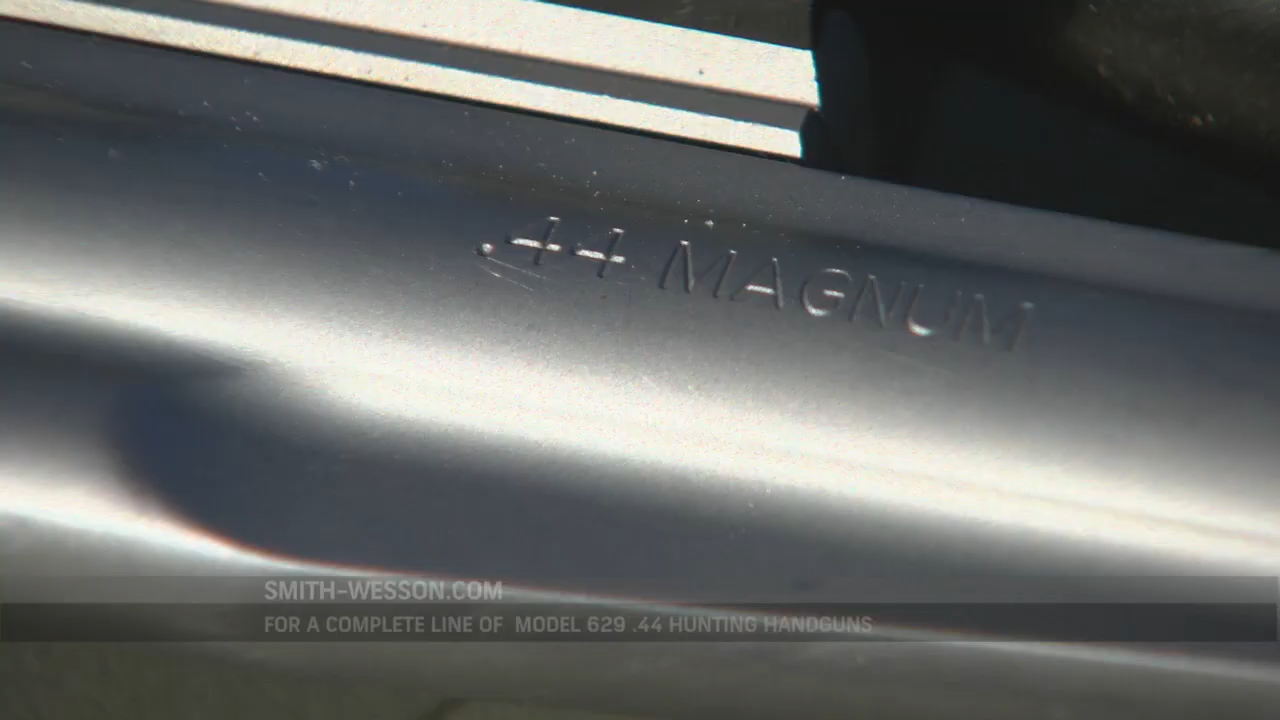 .44 MAGNUM
SMITH-WESSON.COM
FOR A COMPLETE LINE OF MODEL 629 .44 HUNTING HANDGUNS